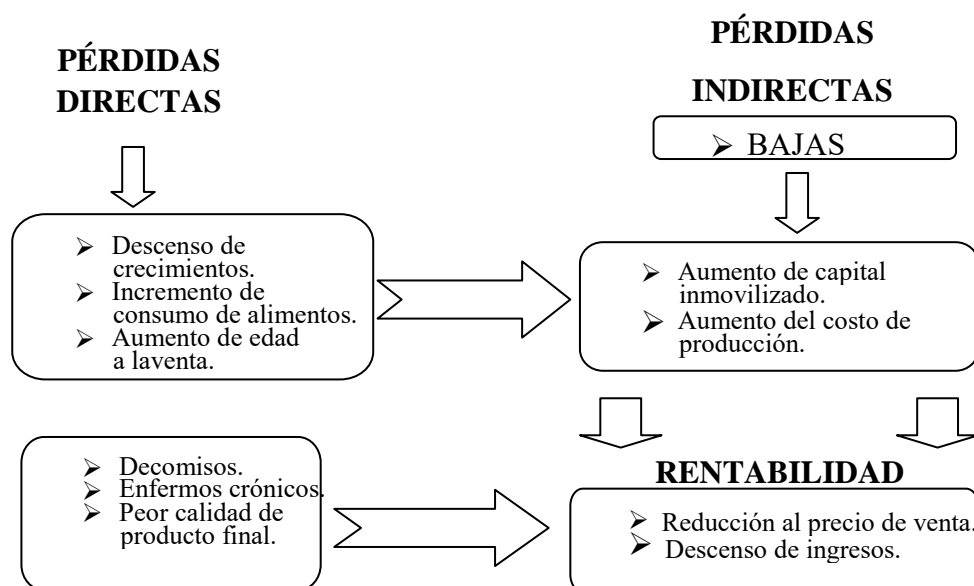 PÉRDIDAS
DIRECTAS
PÉRDIDAS
INDIRECTAS
➢ BAJAS
➢ Descenso de
crecimientos.
➢ Incremento de
consumo de alimentos.
➢ Aumento de edad
a laventa.
➢ Aumento de capital
inmovilizado.
➢ Aumento del costo de
producción.
➢ Decomisos.
➢ Enfermos crónicos.
➢ Peor calidad de
producto final.
RENTABILIDAD
➢ Reducción al precio de venta.
➢ Descenso de ingresos.